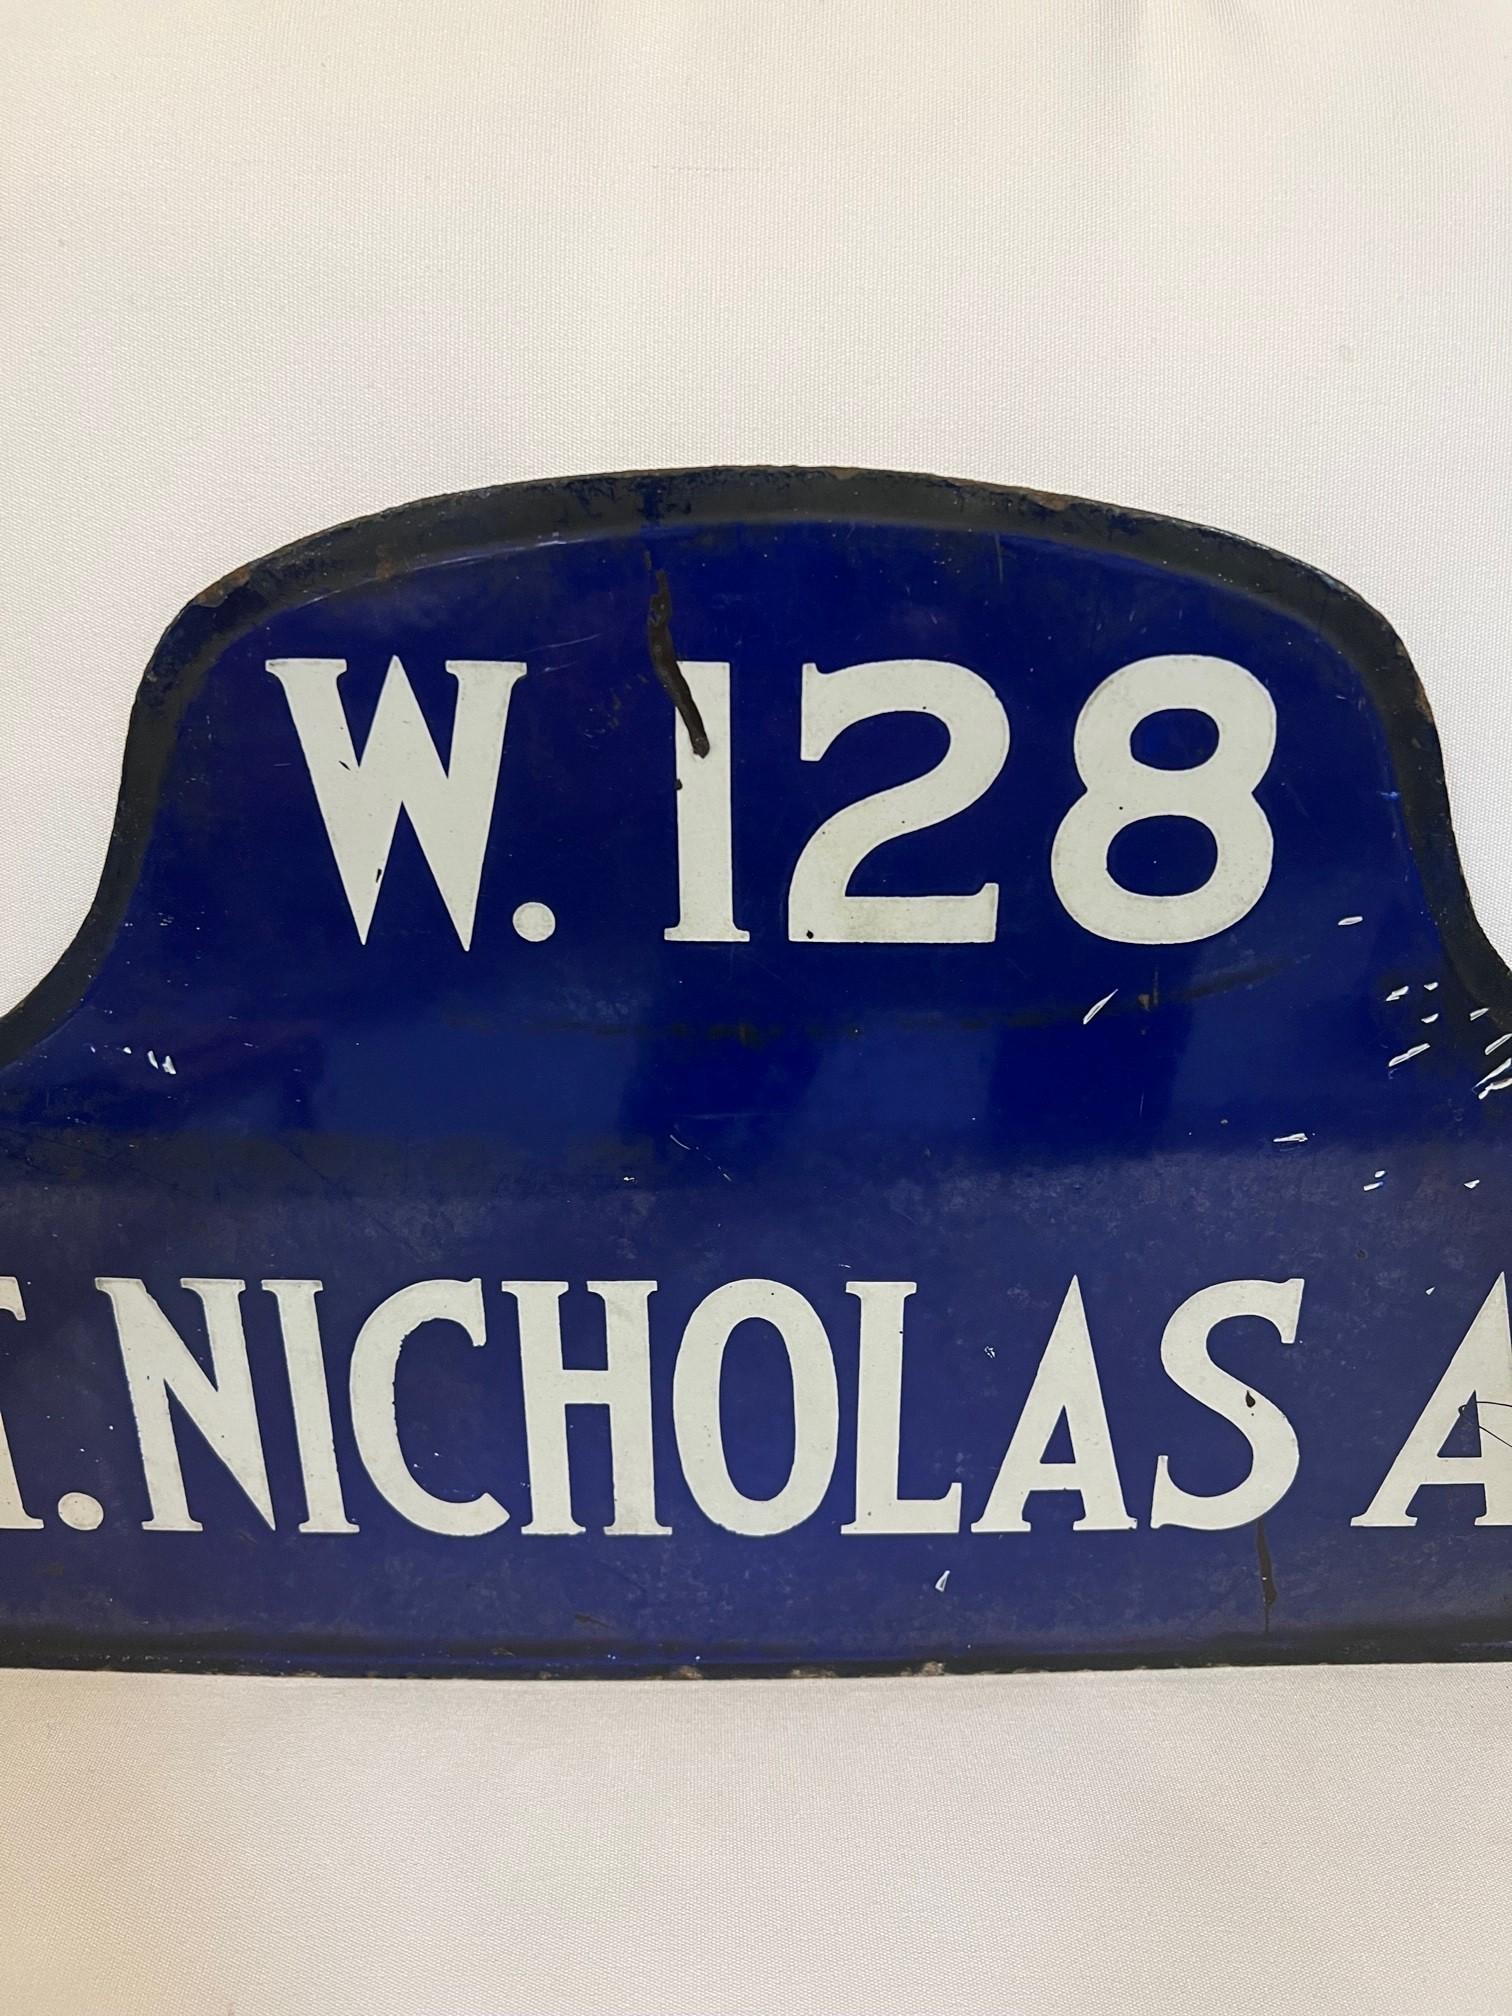 W. 128
T. NICHOLAS A